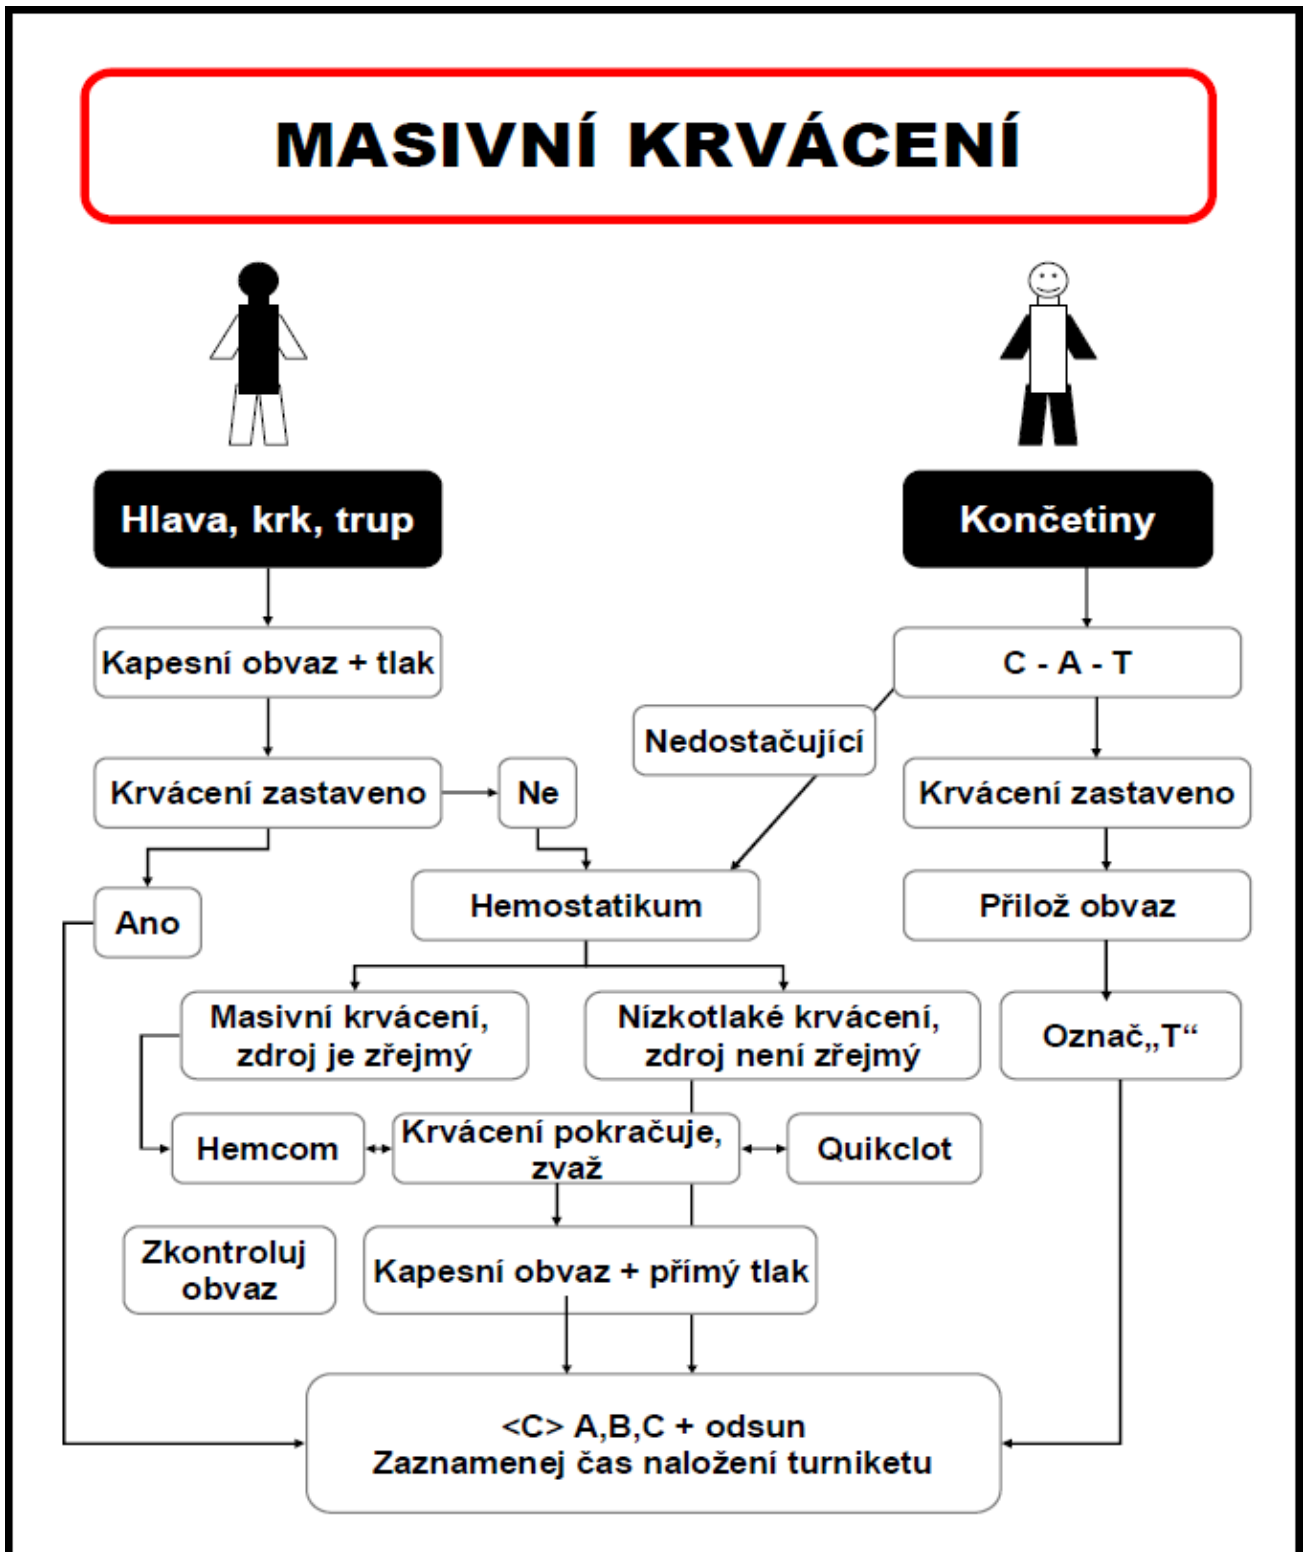 MASIVNÍ KRVÁCENÍ
Hlava, krk, trup
Končetiny
Kapesní obvaz + tlak
C - A - T
Nedostačující
Krvácení zastaveno
Ne
Krvácení zastaveno
Ano
Hemostatikum
Přilož obvaz
Masivní krvácení,
zdroj je zřejmý
Nízkotlaké krvácení,
zdroj není zřejmý
Označ„T“
Hemcom
Krvácení pokračuje,
zvaž
Quikclot
Zkontroluj
obvaz
Kapesní obvaz + přímý tlak
<C> A,B,C + odsun
Zaznamenej čas naložení turniketu